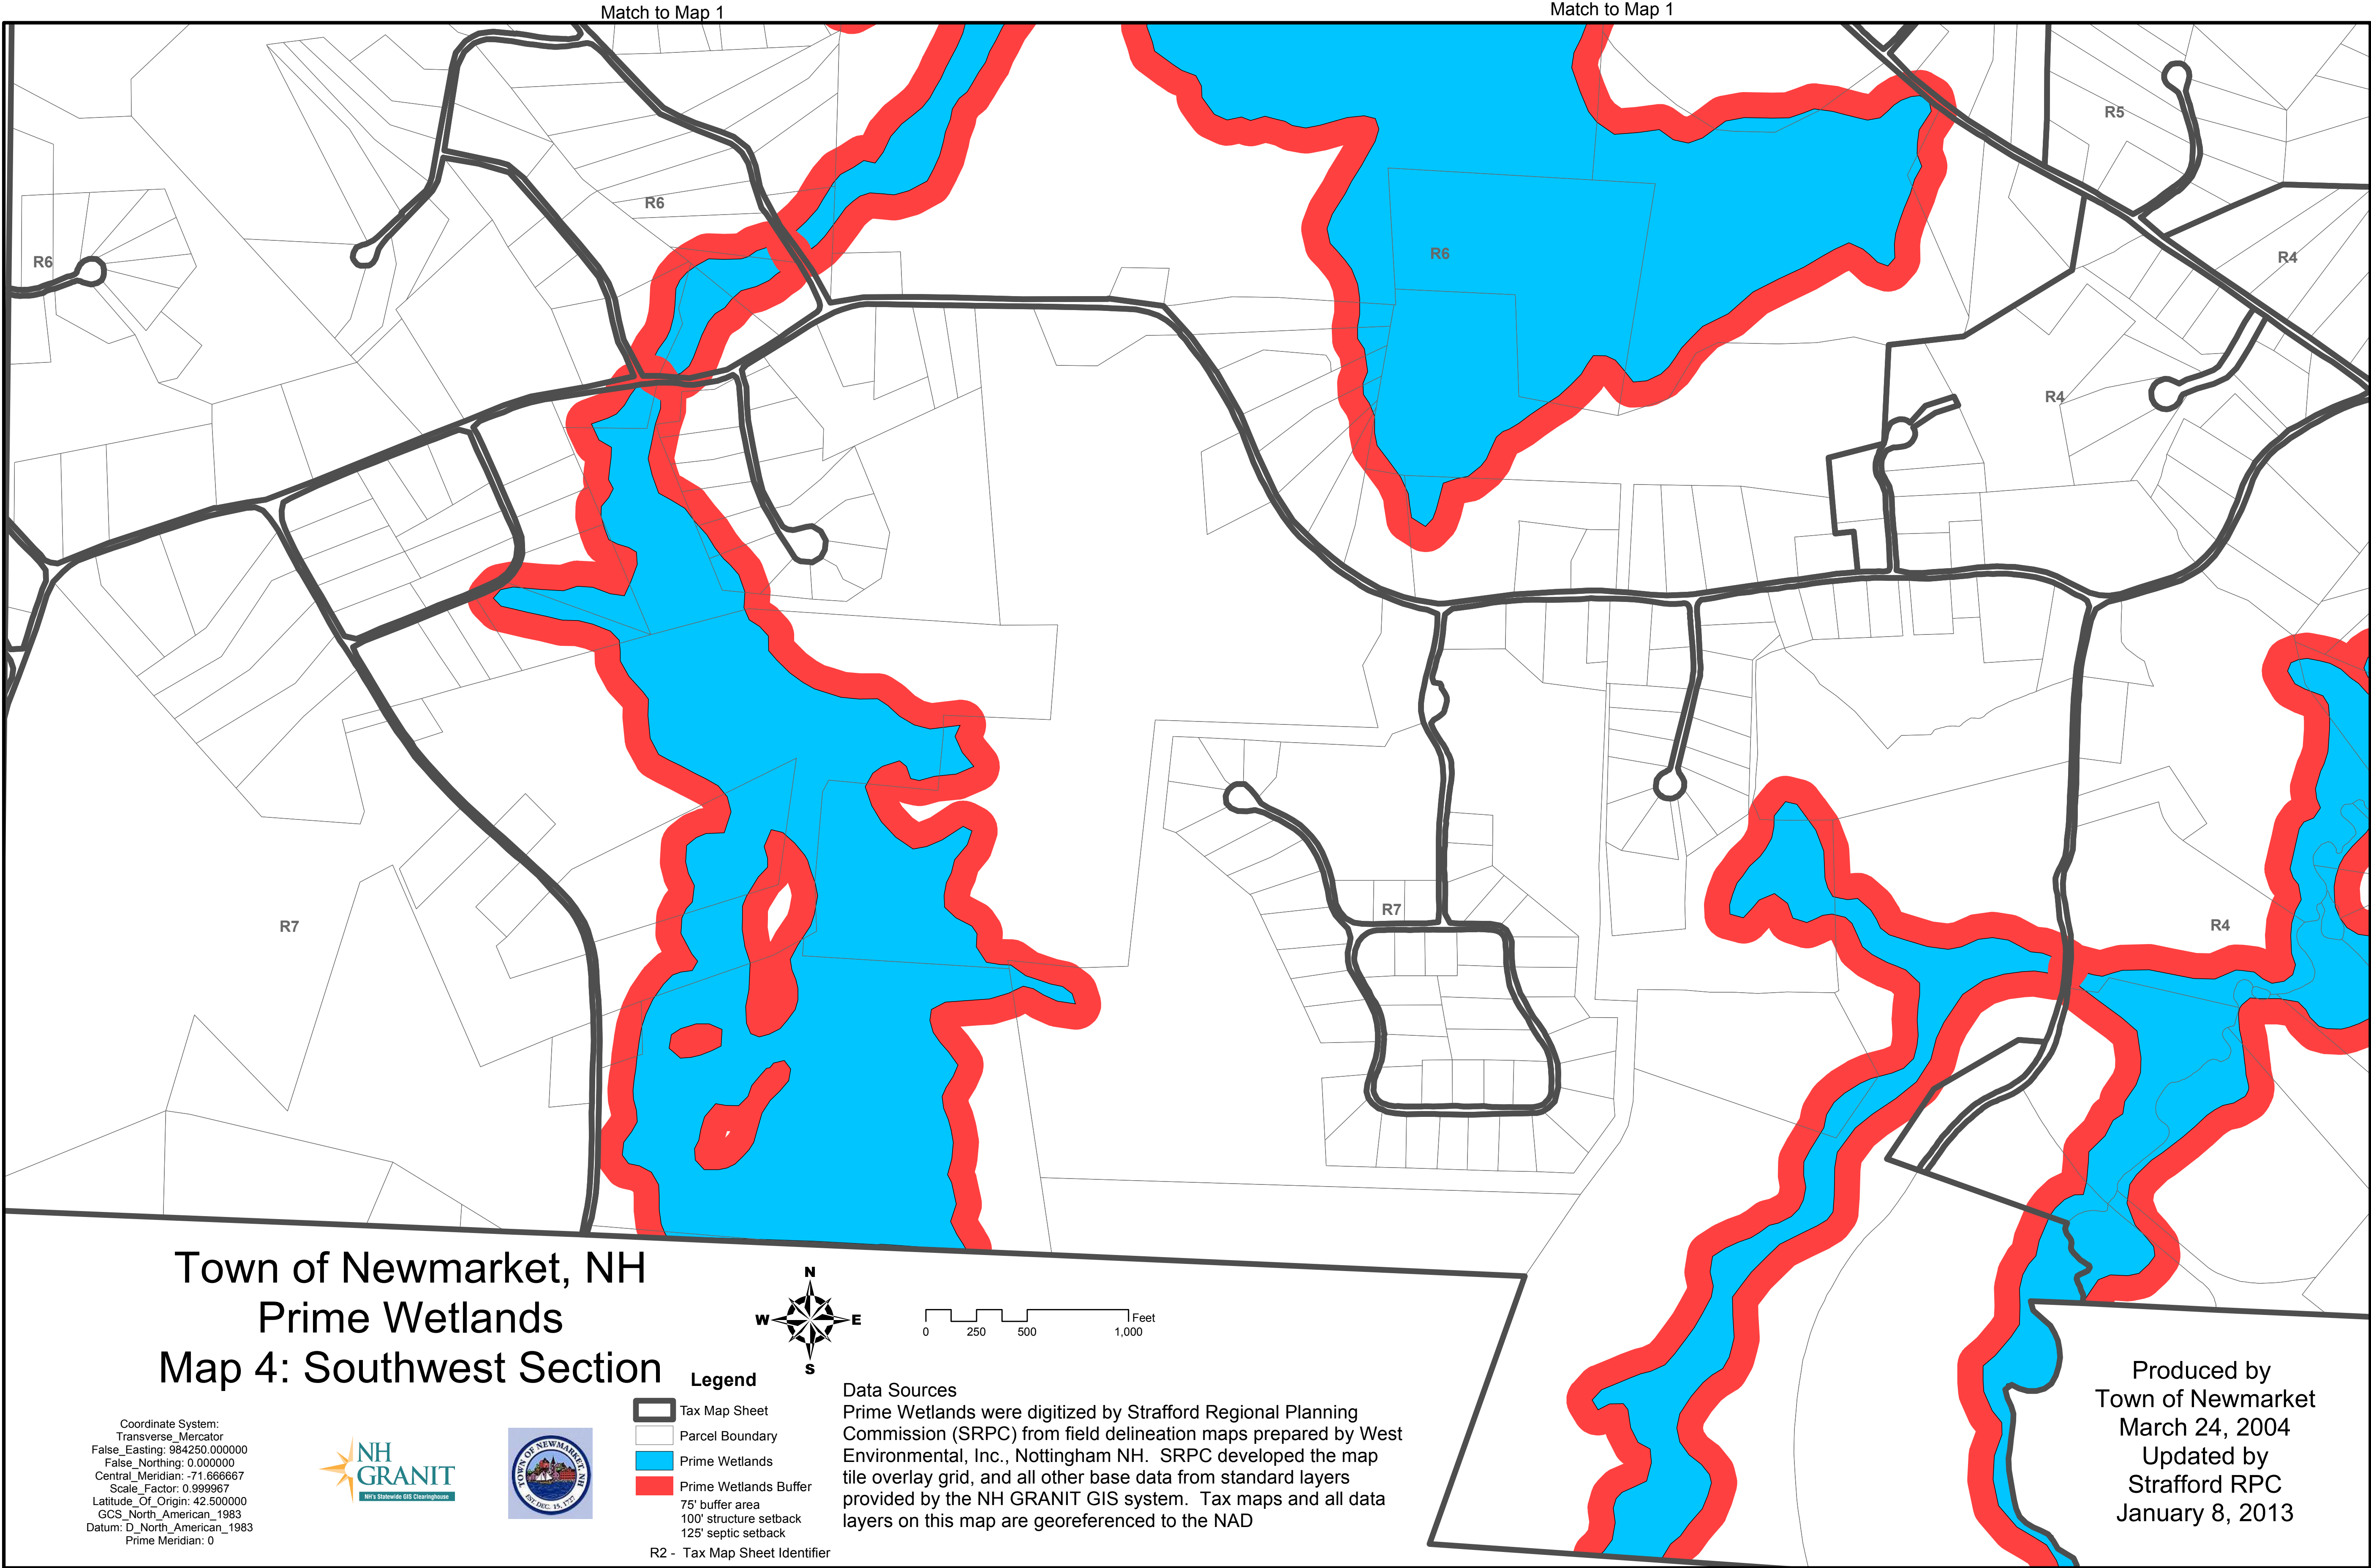 Match to Map 1
Match to Map 1
R5
R6
R6
R6
R4
R4
R7
R7
R4
Town of Newmarket, NH
Prime Wetlands
Map 4: Southwest Section
N
W E
S
Feet
0 250 500 1,000
Coordinate System:
Transverse_Mercator
False_Easting: 984250.000000
False_Northing: 0.000000
Central_Meridian: -71.666667
Scale_Factor: 0.999967
Latitude_Of_Origin: 42.500000
GCS_North_American_1983
Datum: D_North_American_1983
Prime Meridian: 0
NH
GRANIT
NH's Statewide GIS Clearinghouse
TOWN OF NEWMARKET, NH
EST. DEC. 15, 1727
Legend
Tax Map Sheet
Parcel Boundary
Prime Wetlands
Prime Wetlands Buffer
75' buffer area
100' structure setback
125' septic setback
R2 - Tax Map Sheet Identifier
Data Sources
Prime Wetlands were digitized by Strafford Regional Planning
Commission (SRPC) from field delineation maps prepared by West
Environmental, Inc., Nottingham NH. SRPC developed the map
tile overlay grid, and all other base data from standard layers
provided by the NH GRANIT GIS system. Tax maps and all data
layers on this map are georeferenced to the NAD
Produced by
Town of Newmarket
March 24, 2004
Updated by
Strafford RPC
January 8, 2013